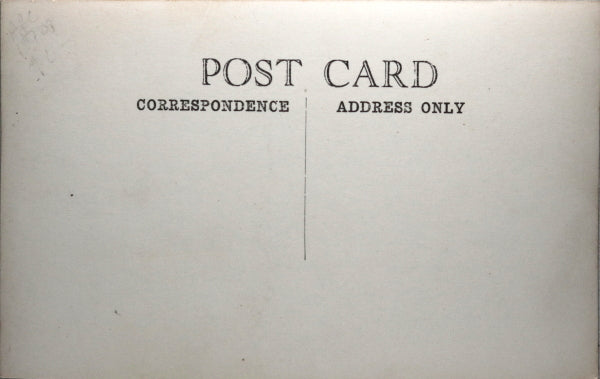 POST CARD
CORRESPONDENCE ADDRESS ONLY